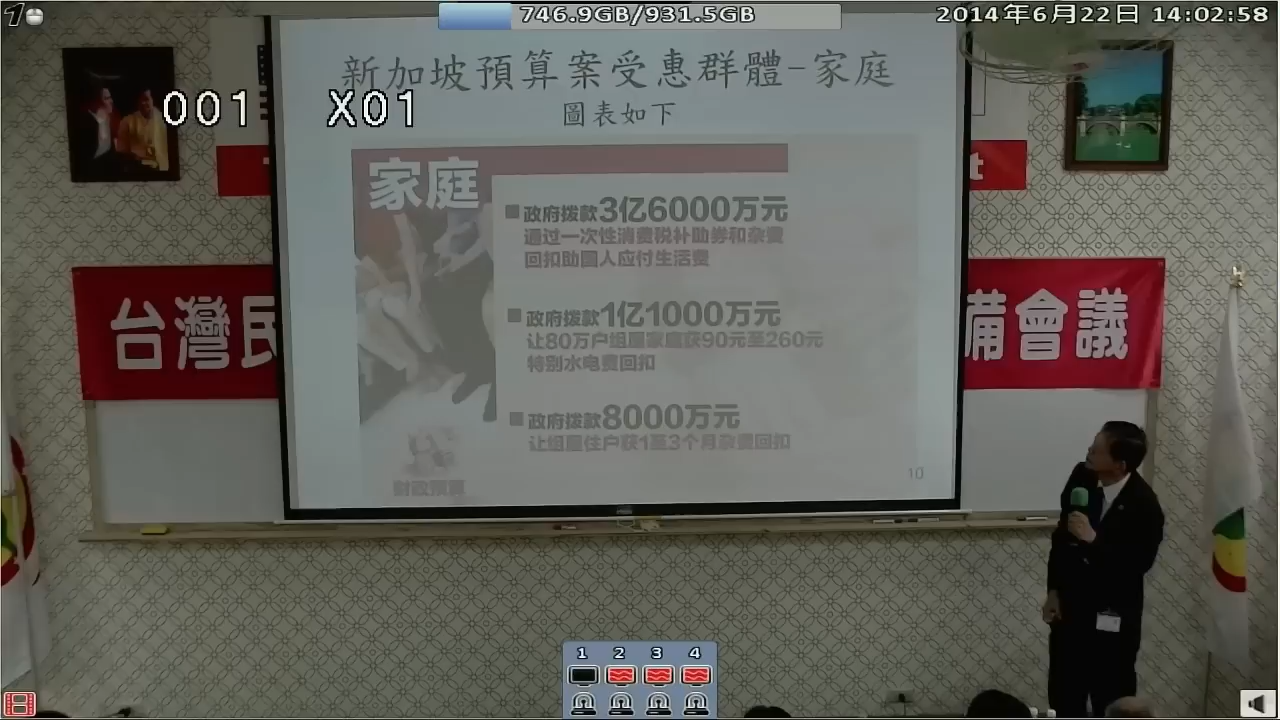 1
746.9GB/931.5GB
2014年6月22日 14:02:58
新加坡預算案受惠群體-家庭
001 X01
圖表如下
t
家庭
政府拨款3亿6000万元
通过一次性消费税补助券和杂费
回扣助国人应付生活费
台灣民
備會議
政府拨款1亿1000万元
让80万户组屋家庭获90元至260元
特别水电费回扣
政府拨款8000万元
让组屋住户获1至3个月杂费回扣
财政预算
10
1 2 3 4